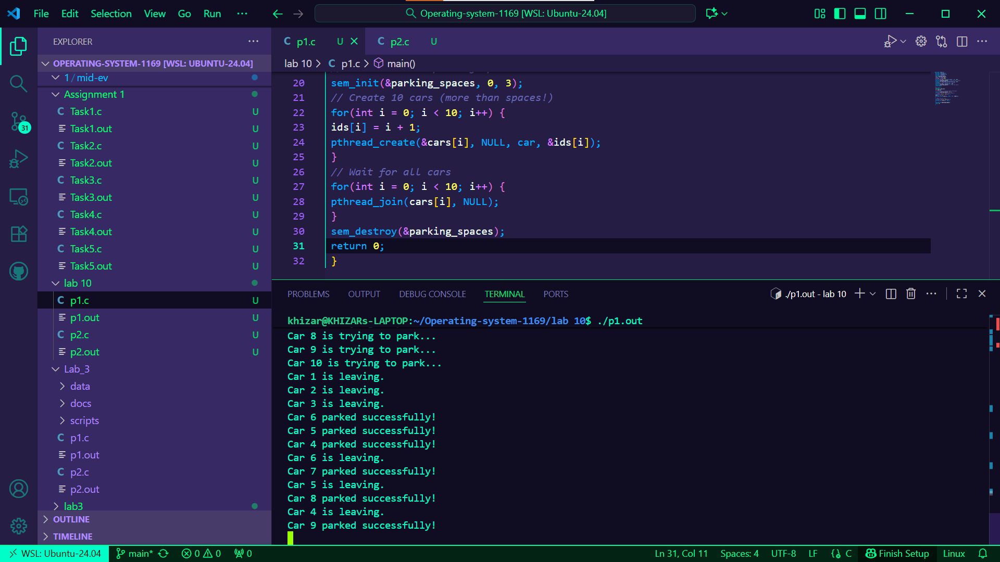 File Edit Selection View Go Run ···
Operating-system-1169 [WSL: Ubuntu-24.04]
EXPLORER
OPERATING-SYSTEM-1169 [WSL: UBUNTU-24.04]
1 / mid-ev
Assignment 1
C Task1.c U
Task1.out U
C Task2.c U
Task2.out U
C Task3.c U
Task3.out U
C Task4.c U
Task4.out U
C Task5.c U
Task5.out U
lab 10
C p1.c U
p1.out U
C p2.c U
p2.out U
Lab_3
data
docs
scripts
C p1.c
p1.out
C p2.c
p2.out
lab3
OUTLINE
TIMELINE
31
C p1.c U
C p2.c U
lab 10 > C p1.c > main()
20 sem_init(&parking_spaces, 0, 3);
21 // Create 10 cars (more than spaces!)
22 for(int i = 0; i < 10; i++) {
23 ids[i] = i + 1;
24 pthread_create(&cars[i], NULL, car, &ids[i]);
25 }
26 // Wait for all cars
27 for(int i = 0; i < 10; i++) {
28 pthread_join(cars[i], NULL);
29 }
30 sem_destroy(&parking_spaces);
31 return 0;
32 }
PROBLEMS OUTPUT DEBUG CONSOLE TERMINAL PORTS
./p1.out - lab 10
khizar@KHIZARs-LAPTOP:~/Operating-system-1169/lab 10$ ./p1.out
Car 8 is trying to park...
Car 9 is trying to park...
Car 10 is trying to park...
Car 1 is leaving.
Car 2 is leaving.
Car 3 is leaving.
Car 6 parked successfully!
Car 5 parked successfully!
Car 4 parked successfully!
Car 6 is leaving.
Car 7 parked successfully!
Car 5 is leaving.
Car 8 parked successfully!
Car 4 is leaving.
Car 9 parked successfully!
WSL: Ubuntu-24.04 main* 0 0 0
Ln 31, Col 11 Spaces: 4 UTF-8 LF C Finish Setup Linux